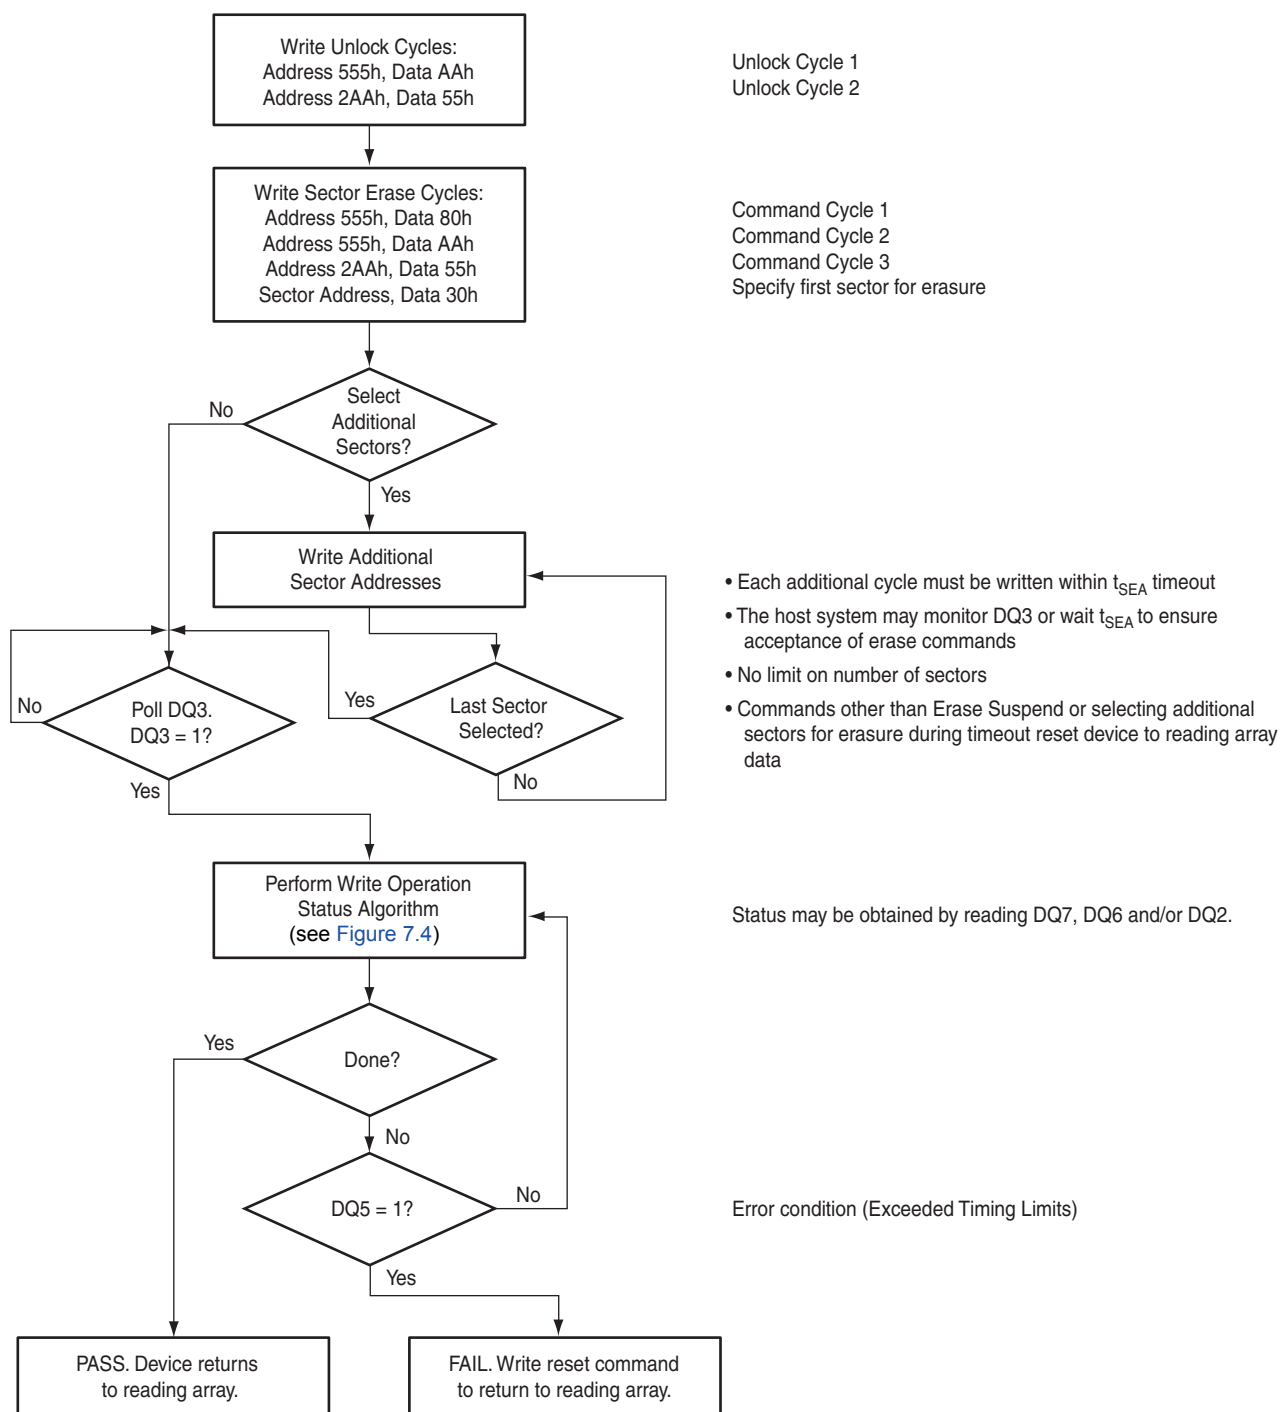 Write Unlock Cycles:
Address 555h, Data AAh
Address 2AAh, Data 55h
Unlock Cycle 1
Unlock Cycle 2
Write Sector Erase Cycles:
Address 555h, Data 80h
Address 555h, Data AAh
Address 2AAh, Data 55h
Sector Address, Data 30h
Command Cycle 1
Command Cycle 2
Command Cycle 3
Specify first sector for erasure
Select
Additional
Sectors?
No
Yes
Write Additional
Sector Addresses
• Each additional cycle must be written within tSEA timeout
• The host system may monitor DQ3 or wait tSEA to ensure
acceptance of erase commands
• No limit on number of sectors
• Commands other than Erase Suspend or selecting additional
sectors for erasure during timeout reset device to reading array
data
No
Poll DQ3.
DQ3 = 1?
Yes
Yes
Last Sector
Selected?
No
Perform Write Operation
Status Algorithm
(see Figure 7.4)
Status may be obtained by reading DQ7, DQ6 and/or DQ2.
Yes
Done?
No
DQ5 = 1?
No
Error condition (Exceeded Timing Limits)
Yes
PASS. Device returns
to reading array.
FAIL. Write reset command
to return to reading array.